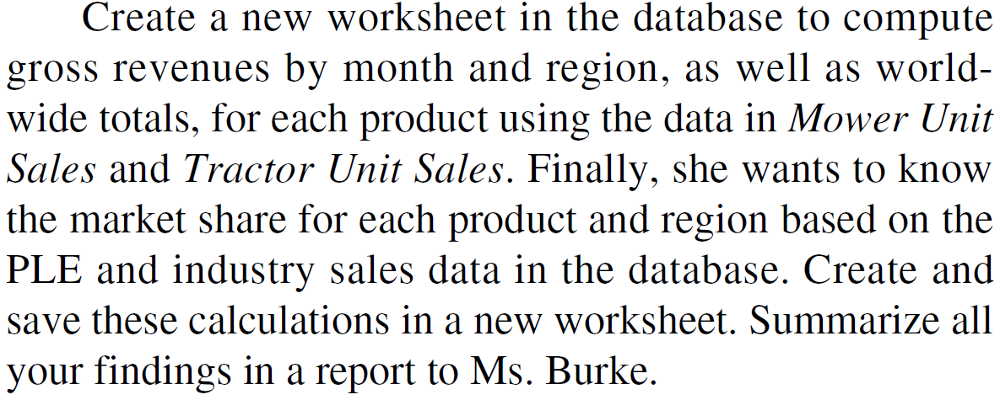 Create a new worksheet in the database to compute
gross revenues by month and region, as well as world-
wide totals, for each product using the data in Mower Unit
Sales and Tractor Unit Sales. Finally, she wants to know
the market share for each product and region based on the
PLE and industry sales data in the database. Create and
save these calculations in a new worksheet. Summarize all
your findings in a report to Ms. Burke.